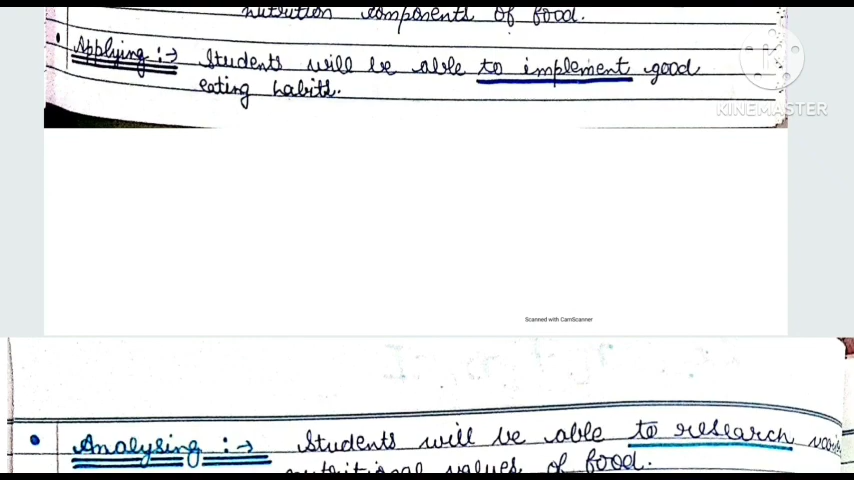 nutrition components of food.
• Applying :→ Students will be able to implement good
eating habits.
KINEMASTER
Scanned with CamScanner
• Analysing :→ Students will be able to research
nutritional values of food.